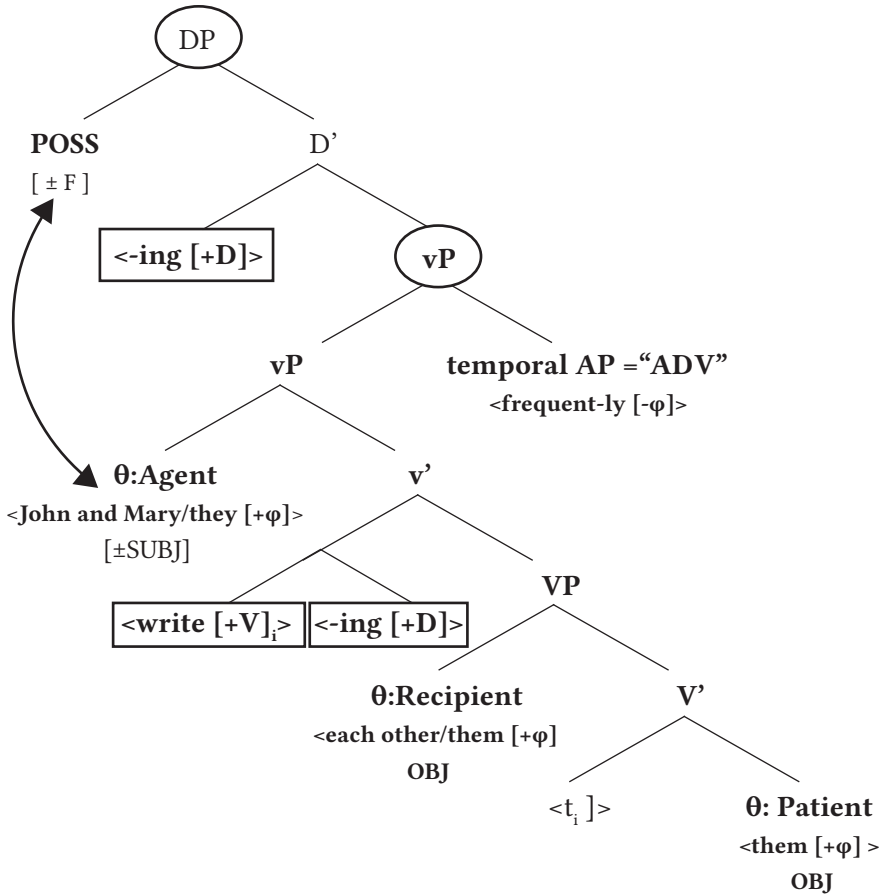 DP
POSS
D’
[ ± F ]
<-ing [+D]>
vP
vP
temporal AP =“ADV”
<frequent-ly [-φ]>
θ:Agent
v’
<John and Mary/they [+φ]>
[±SUBJ]
VP
<write [+V]i> <-ing [+D]>
θ:Recipient
V’
<each other/them [+φ]
OBJ
<ti ]>
θ: Patient
<them [+φ] >
OBJ